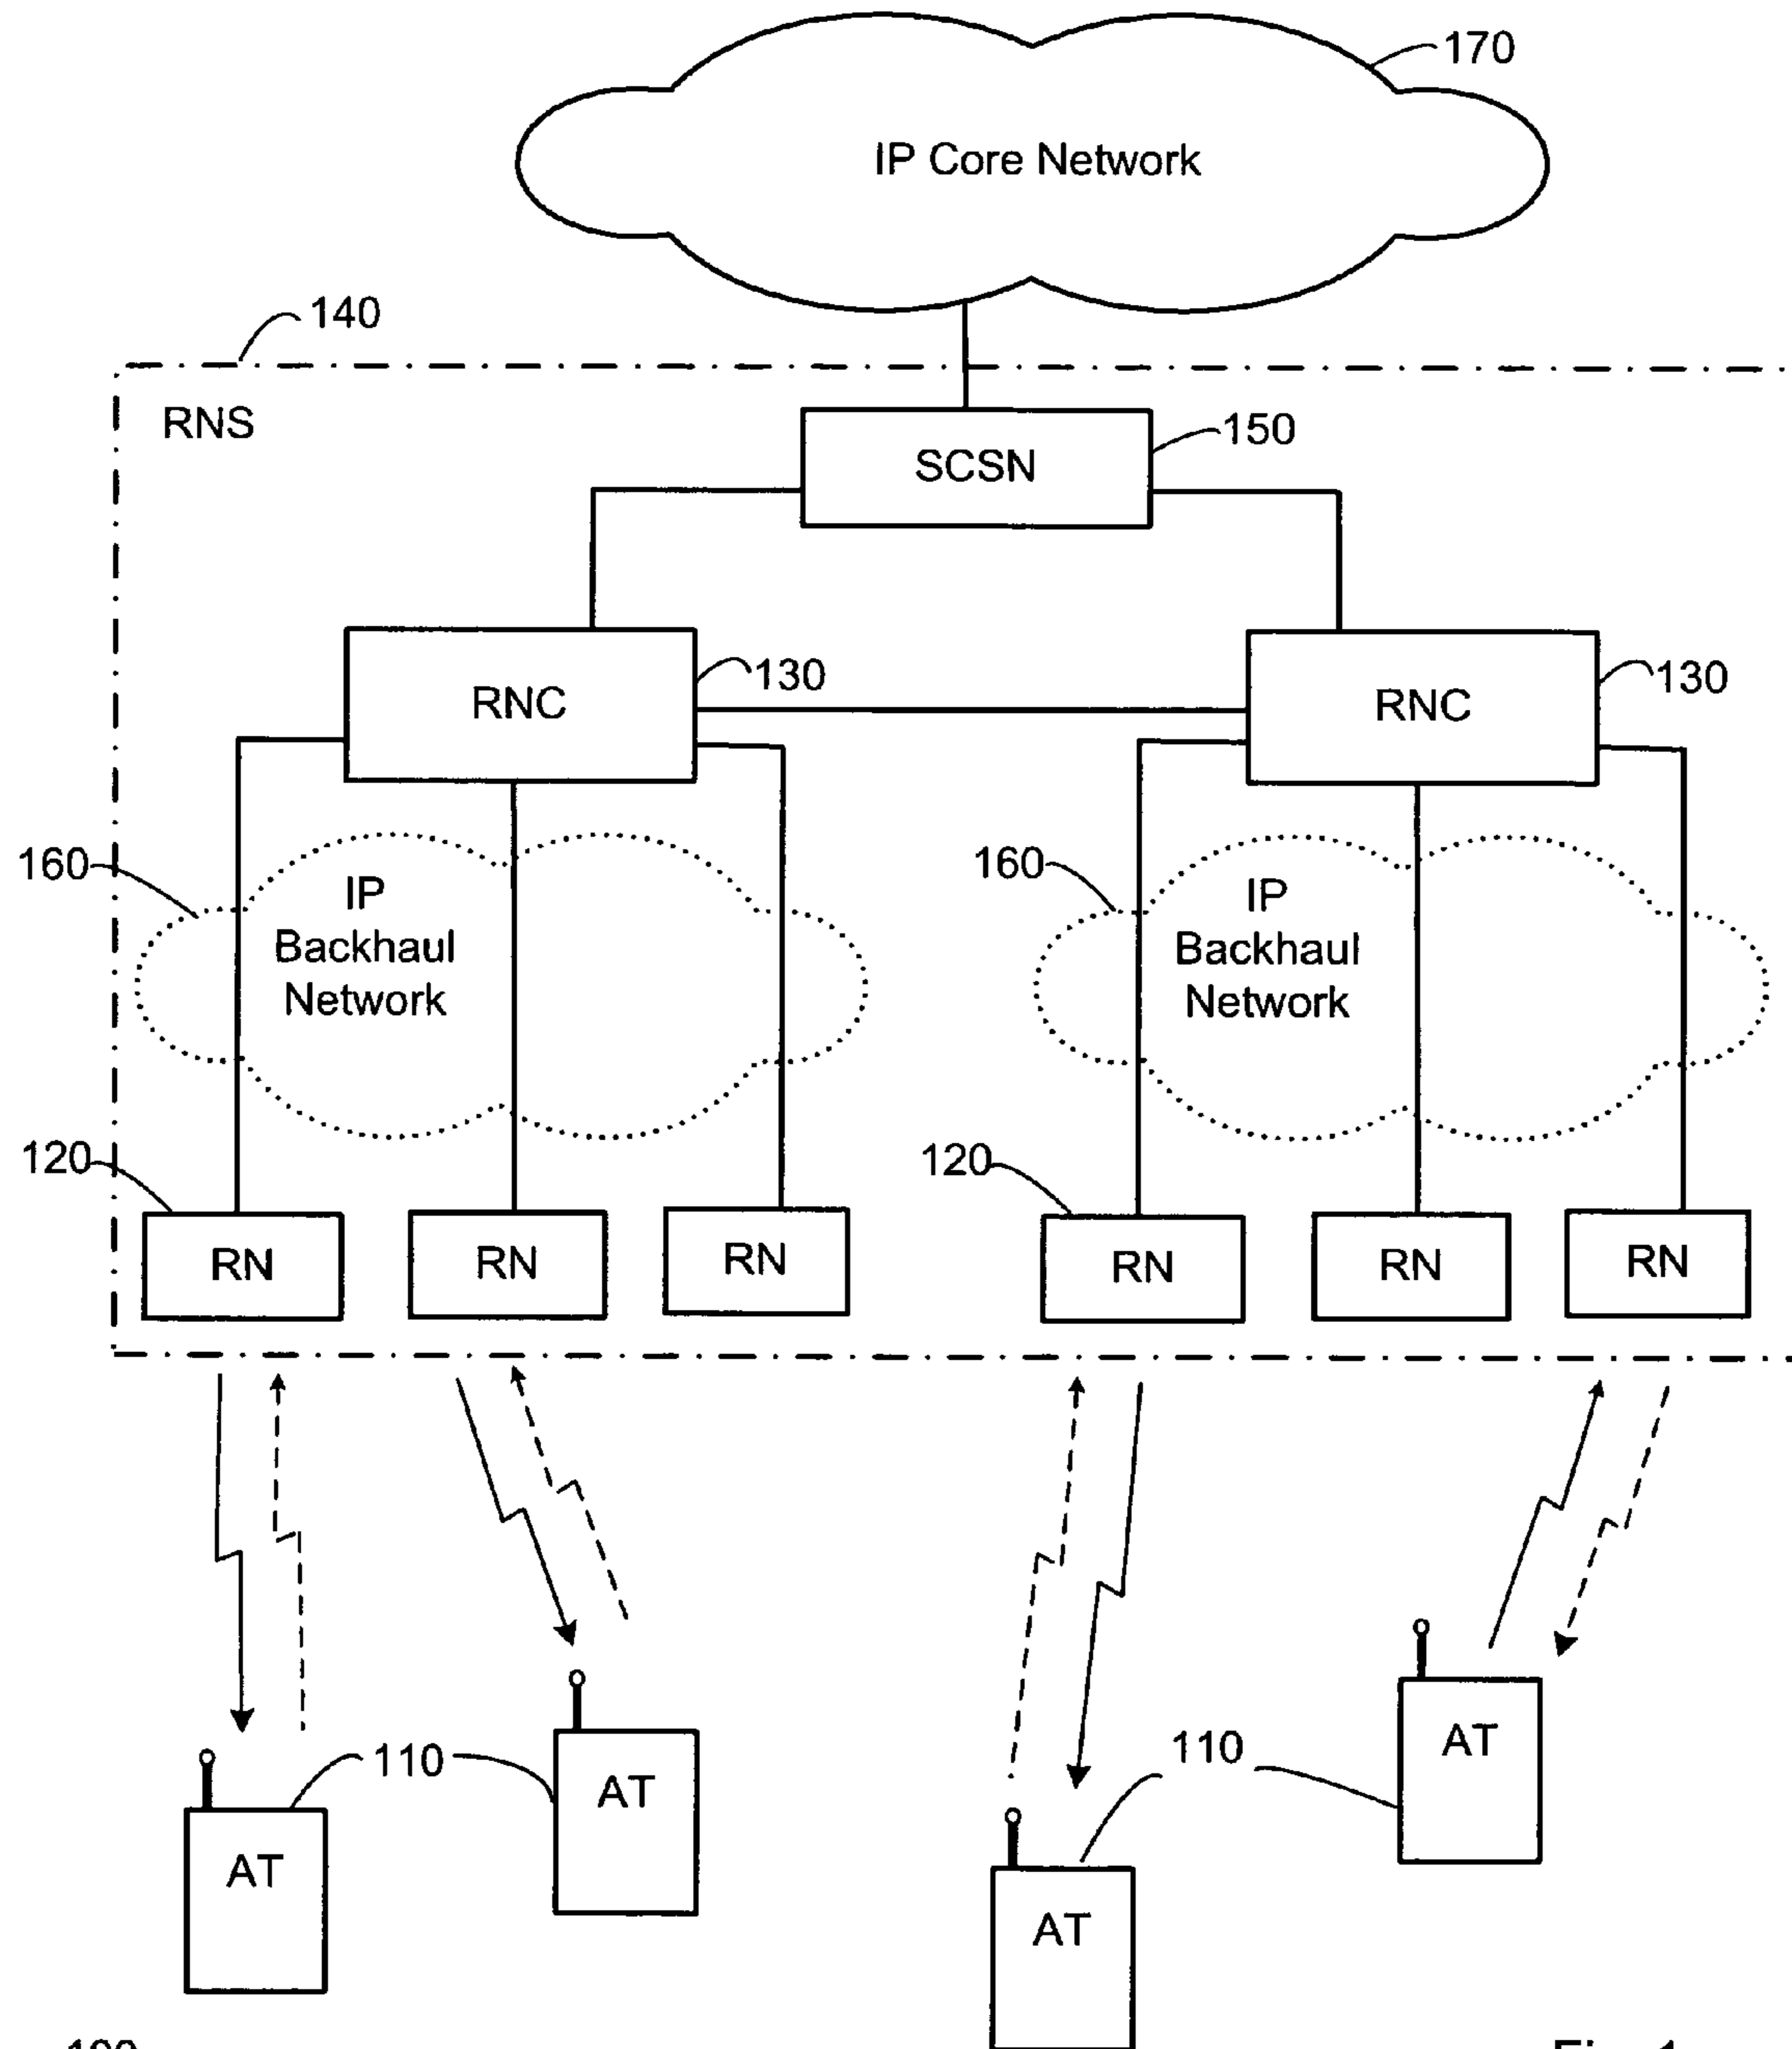 170
IP Core Network
140
RNS
150
SCSN
RNC
130
RNC
130
160
IP
Backhaul
Network
160
IP
Backhaul
Network
120
120
RN
RN
RN
RN
RN
RN
110
AT
110
AT
AT
AT